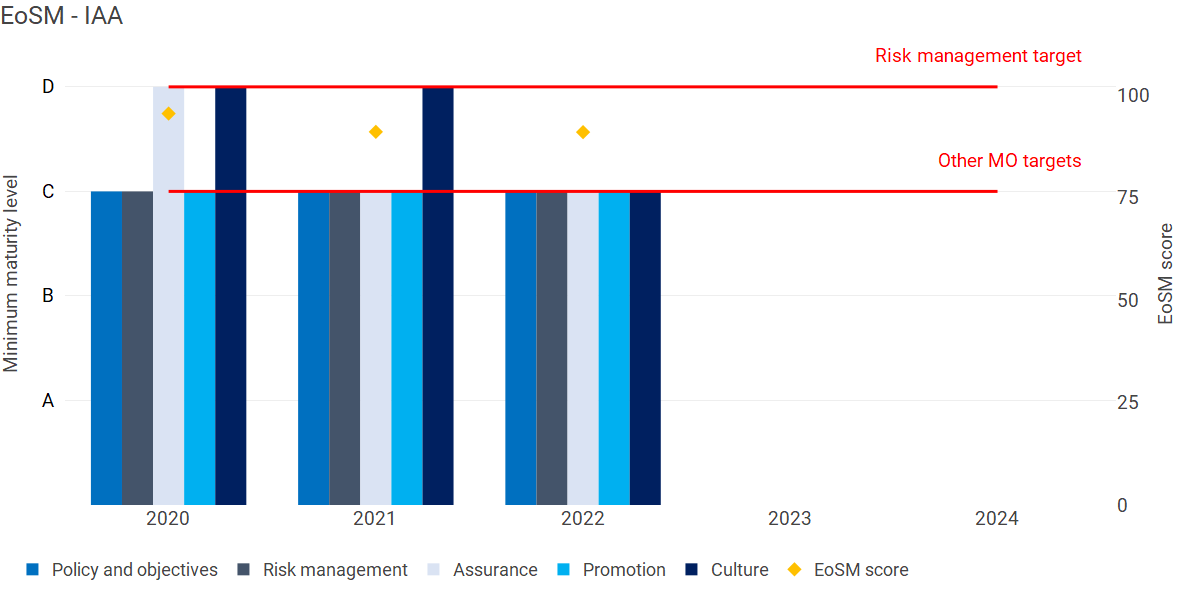 EoSM - IAA
Risk management target
D
100
Other MO targets
C
75
Minimum maturity level
EoSM score
B
50
A
25
0
2020 2021 2022 2023 2024
Policy and objectives Risk management Assurance Promotion Culture EoSM score